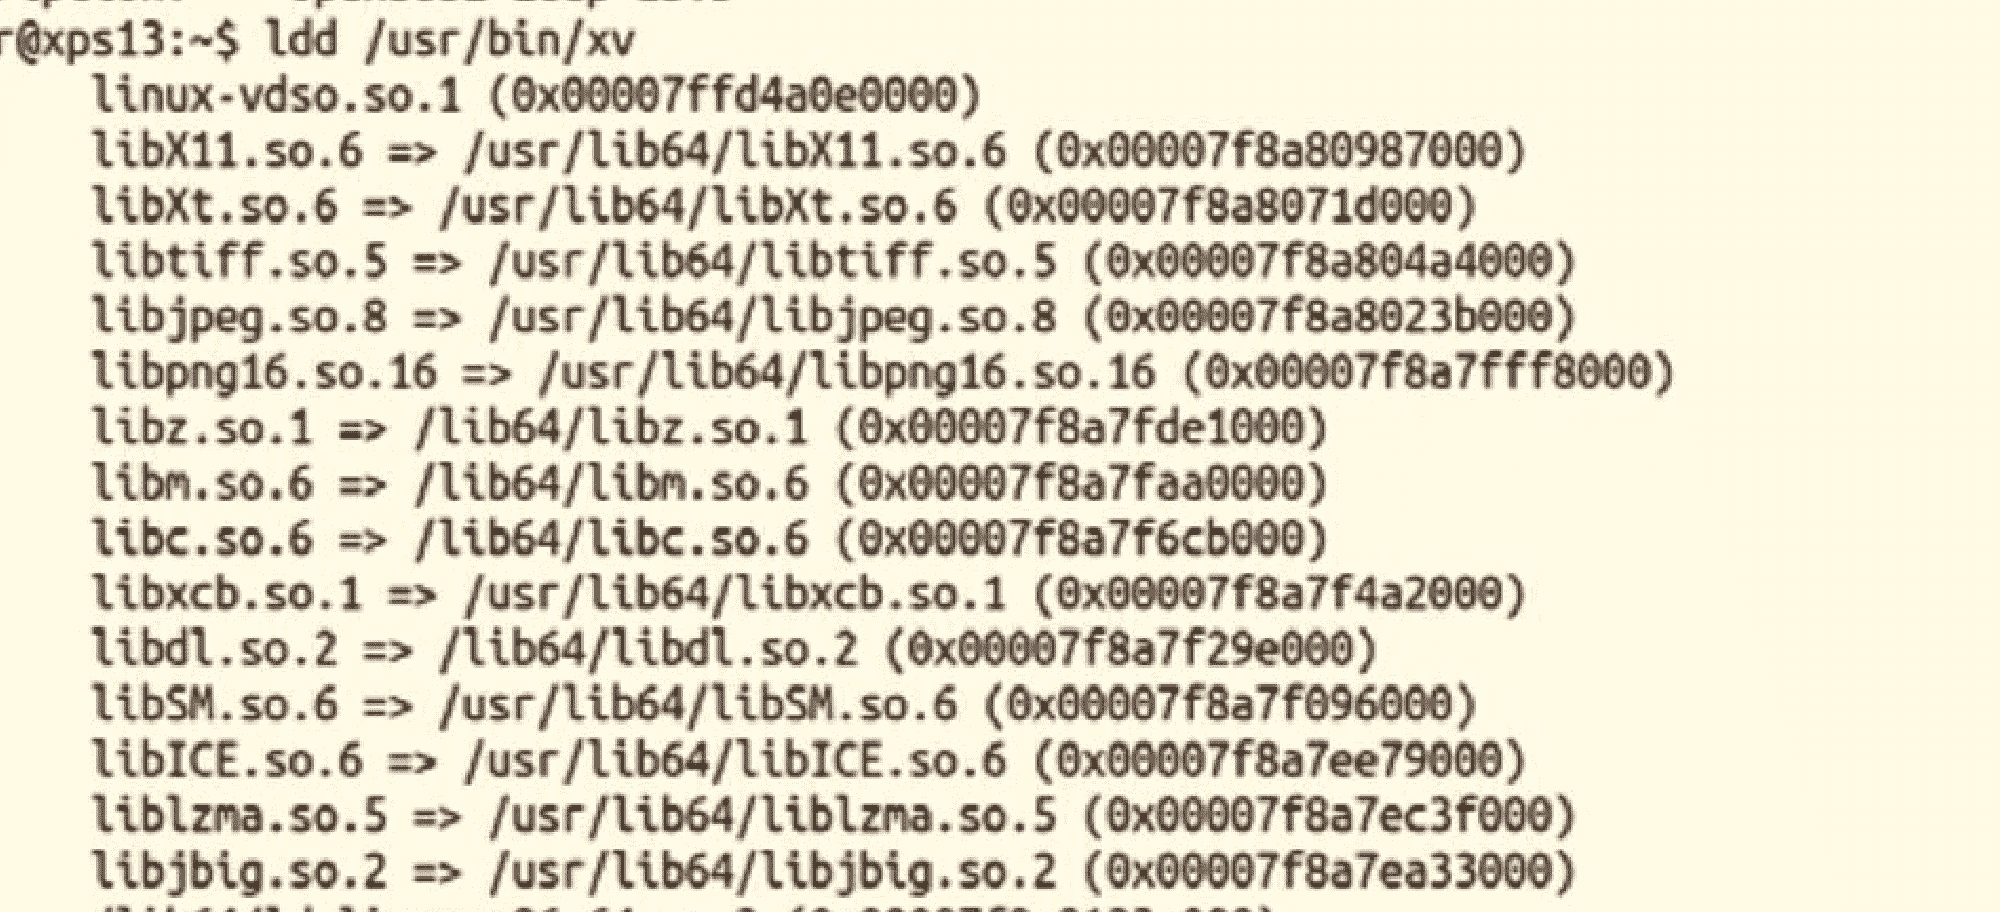 r@xps13:~$ ldd /usr/bin/xv
linux-vdso.so.1 (0x00007ffd4a0e0000)
libX11.so.6 => /usr/lib64/libX11.so.6 (0x00007f8a80987000)
libXt.so.6 => /usr/lib64/libXt.so.6 (0x00007f8a8071d000)
libtiff.so.5 => /usr/lib64/libtiff.so.5 (0x00007f8a804a4000)
libjpeg.so.8 => /usr/lib64/libjpeg.so.8 (0x00007f8a8023b000)
libpng16.so.16 => /usr/lib64/libpng16.so.16 (0x00007f8a7fff8000)
libz.so.1 => /lib64/libz.so.1 (0x00007f8a7fde1000)
libm.so.6 => /lib64/libm.so.6 (0x00007f8a7faa0000)
libc.so.6 => /lib64/libc.so.6 (0x00007f8a7f6cb000)
libxcb.so.1 => /usr/lib64/libxcb.so.1 (0x00007f8a7f4a2000)
libdl.so.2 => /lib64/libdl.so.2 (0x00007f8a7f29e000)
libSM.so.6 => /usr/lib64/libSM.so.6 (0x00007f8a7f096000)
libICE.so.6 => /usr/lib64/libICE.so.6 (0x00007f8a7ee79000)
liblzma.so.5 => /usr/lib64/liblzma.so.5 (0x00007f8a7ec3f000)
libjbig.so.2 => /usr/lib64/libjbig.so.2 (0x00007f8a7ea33000)